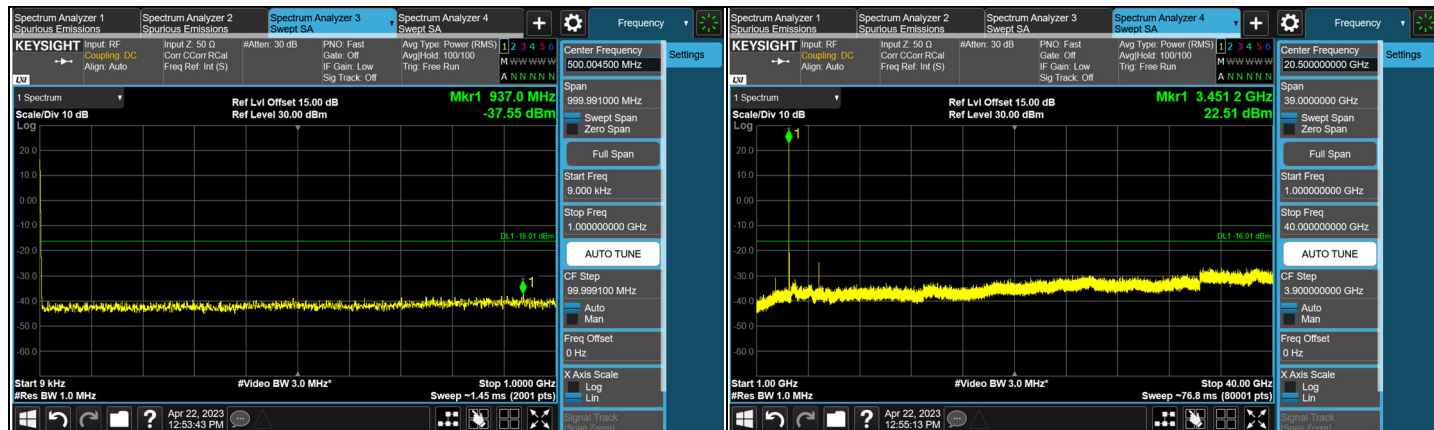 Spectrum Analyzer 1
Spurious Emissions
Spectrum Analyzer 2
Spurious Emissions
Spectrum Analyzer 3
Swept SA
Spectrum Analyzer 4
Swept SA
+
Frequency
KEYSIGHT
Input: RF
Coupling: DC
Align: Auto
Input Z: 50 Ω
Corr CCorr RCal
Freq Ref: Int (S)
#Atten: 30 dB
PNO: Fast
Gate: Off
IF Gain: Low
Sig Track: Off
Avg Type: Power (RMS)
Avg|Hold: 100/100
Trig: Free Run
1 2 3 4 5 6
M W W W W W
A N N N N N
LXI
Center Frequency
500.004500 MHz
Settings
1 Spectrum
Ref Lvl Offset 15.00 dB
Mkr1 937.0 MHz
Scale/Div 10 dB
Ref Level 30.00 dBm
-37.55 dBm
Log
20.0
10.0
0.00
-10.0
-20.0
-30.0
-40.0
-50.0
-60.0
DL1 -16.01 dBm
1
Span
999.991000 MHz
Swept Span
Zero Span
Full Span
Start Freq
9.000 kHz
Stop Freq
1.000000000 GHz
AUTO TUNE
CF Step
99.999100 MHz
Auto
Man
Freq Offset
0 Hz
X Axis Scale
Log
Lin
Signal Track
(Span Zoom)
Start 9 kHz
#Video BW 3.0 MHz*
Stop 1.0000 GHz
#Res BW 1.0 MHz
Sweep ~1.45 ms (2001 pts)
?
Apr 22, 2023
12:53:43 PM
Spectrum Analyzer 1
Spurious Emissions
Spectrum Analyzer 2
Spurious Emissions
Spectrum Analyzer 3
Swept SA
Spectrum Analyzer 4
Swept SA
+
Frequency
KEYSIGHT
Input: RF
Coupling: DC
Align: Auto
Input Z: 50 Ω
Corr CCorr RCal
Freq Ref: Int (S)
#Atten: 30 dB
PNO: Fast
Gate: Off
IF Gain: Low
Sig Track: Off
Avg Type: Power (RMS)
Avg|Hold: 100/100
Trig: Free Run
1 2 3 4 5 6
M W W W W W
A N N N N N
LXI
Center Frequency
20.500000000 GHz
Settings
1 Spectrum
Ref Lvl Offset 15.00 dB
Mkr1 3.451 2 GHz
Scale/Div 10 dB
Ref Level 30.00 dBm
22.51 dBm
Log
20.0
10.0
0.00
-10.0
-20.0
-30.0
-40.0
-50.0
-60.0
DL1 -16.01 dBm
1
Span
39.0000000 GHz
Swept Span
Zero Span
Full Span
Start Freq
1.000000000 GHz
Stop Freq
40.000000000 GHz
AUTO TUNE
CF Step
3.900000000 GHz
Auto
Man
Freq Offset
0 Hz
X Axis Scale
Log
Lin
Signal Track
(Span Zoom)
Start 1.00 GHz
#Video BW 3.0 MHz*
Stop 40.00 GHz
#Res BW 1.0 MHz
Sweep ~76.8 ms (80001 pts)
?
Apr 22, 2023
12:55:13 PM